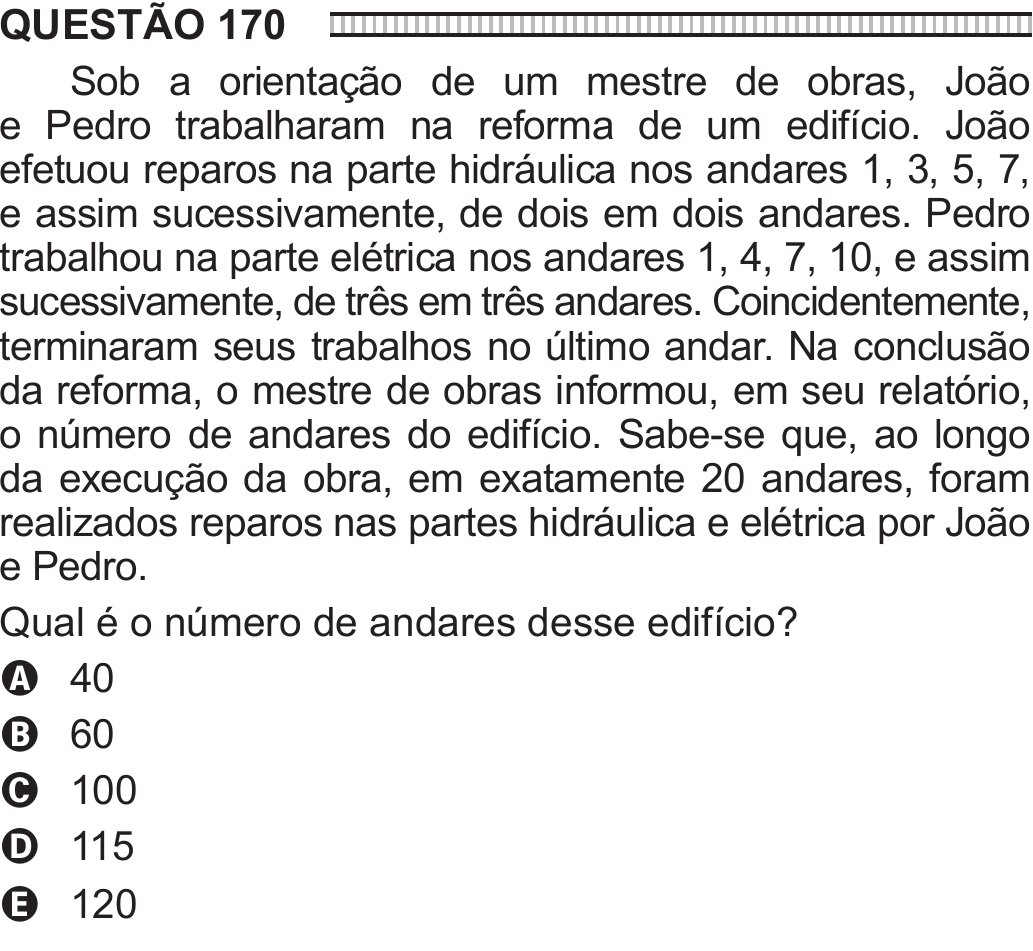 QUESTÃO 170
Sob a orientação de um mestre de obras, João
e Pedro trabalharam na reforma de um edifício. João
efetuou reparos na parte hidráulica nos andares 1, 3, 5, 7,
e assim sucessivamente, de dois em dois andares. Pedro
trabalhou na parte elétrica nos andares 1, 4, 7, 10, e assim
sucessivamente, de três em três andares. Coincidentemente,
terminaram seus trabalhos no último andar. Na conclusão
da reforma, o mestre de obras informou, em seu relatório,
o número de andares do edifício. Sabe-se que, ao longo
da execução da obra, em exatamente 20 andares, foram
realizados reparos nas partes hidráulica e elétrica por João
e Pedro.
Qual é o número de andares desse edifício?
A 40
B 60
C 100
D 115
E 120